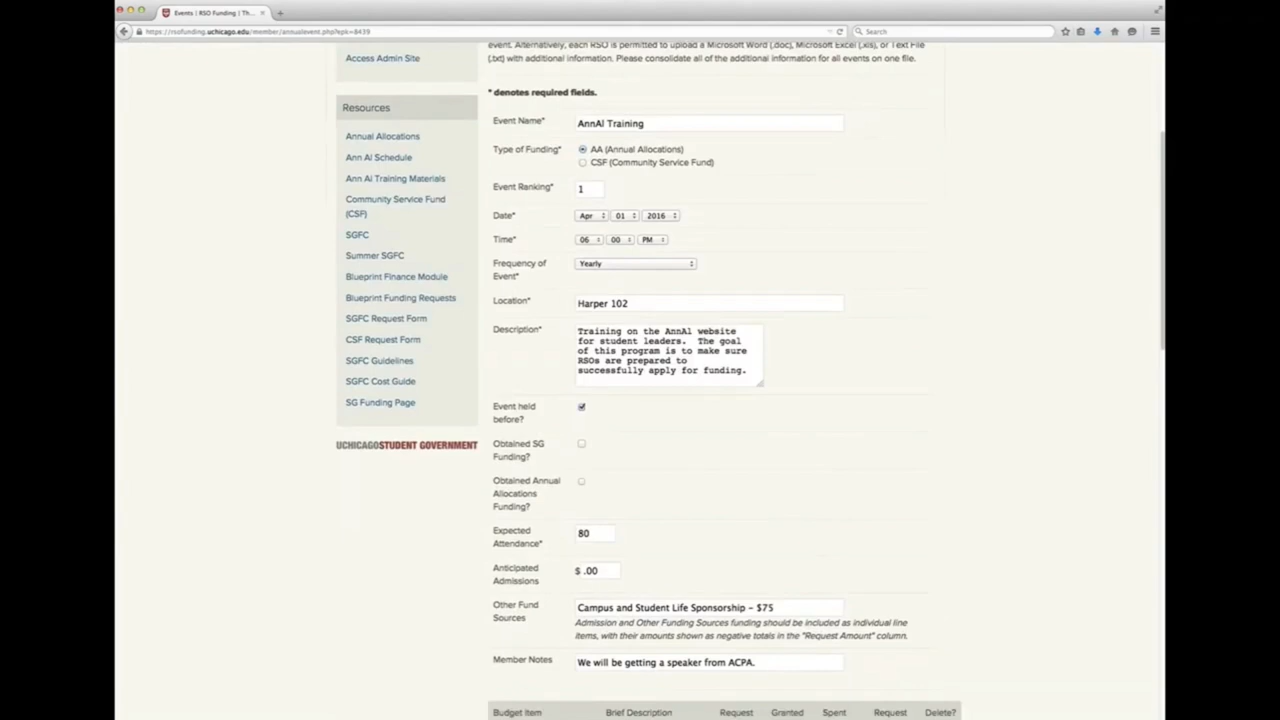 Events | RSO Funding | Th...
https://rsofunding.uchicago.edu/member/annualevent.php?epk=8439
Search
event. Alternatively, each RSO is permitted to upload a Microsoft Word (.doc), Microsoft Excel (.xls), or Text File
(.txt) with additional information. Please consolidate all of the additional information for all events on one file.
Access Admin Site
* denotes required fields.
Resources
Annual Allocations
Ann Al Schedule
Ann Al Training Materials
Community Service Fund
(CSF)
SGFC
Summer SGFC
Blueprint Finance Module
Blueprint Funding Requests
SGFC Request Form
CSF Request Form
SGFC Guidelines
SGFC Cost Guide
SG Funding Page
UCHICAGOSTUDENT GOVERNMENT
Event Name* AnnAl Training
Type of Funding* AA (Annual Allocations)
CSF (Community Service Fund)
Event Ranking* 1
Date* Apr 01 2016
Time* 06 00 PM
Frequency of
Event*
Yearly
Location* Harper 102
Description*
Training on the AnnAl website
for student leaders. The goal
of this program is to make sure
RSOs are prepared to
successfully apply for funding.
Event held
before?
Obtained SG
Funding?
Obtained Annual
Allocations
Funding?
Expected
Attendance*
80
Anticipated
Admissions
$ .00
Other Fund
Sources
Campus and Student Life Sponsorship – $75
Admission and Other Funding Sources funding should be included as individual line
items, with their amounts shown as negative totals in the "Request Amount" column.
Member Notes We will be getting a speaker from ACPA.
Budget Item Brief Description Request Granted Spent Request Delete?